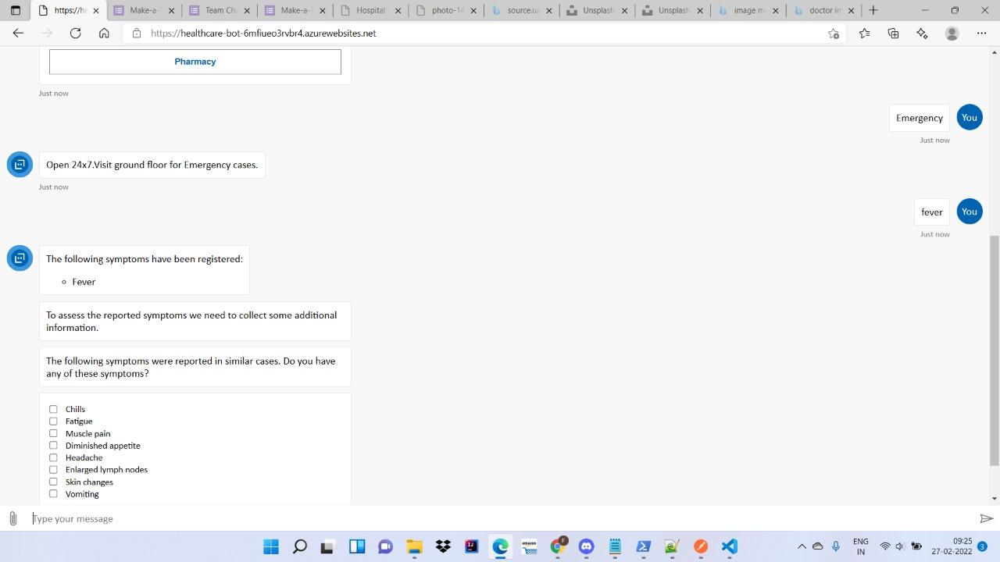 https://he
Make-a-
Team Ch
Make-a-
Hospital
photo-14
source.u
Unsplash
Unsplash
image m
doctor in
https://healthcare-bot-6mfiueo3rvbr4.azurewebsites.net
Pharmacy
Just now
Emergency
You
Just now
Open 24x7.Visit ground floor for Emergency cases.
Just now
fever
You
Just now
The following symptoms have been registered:
Fever
To assess the reported symptoms we need to collect some additional
information.
The following symptoms were reported in similar cases. Do you have
any of these symptoms?
Chills
Fatigue
Muscle pain
Diminished appetite
Headache
Enlarged lymph nodes
Skin changes
Vomiting
Type your message
amazon
F
ENG
IN
09:25
27-02-2022
3